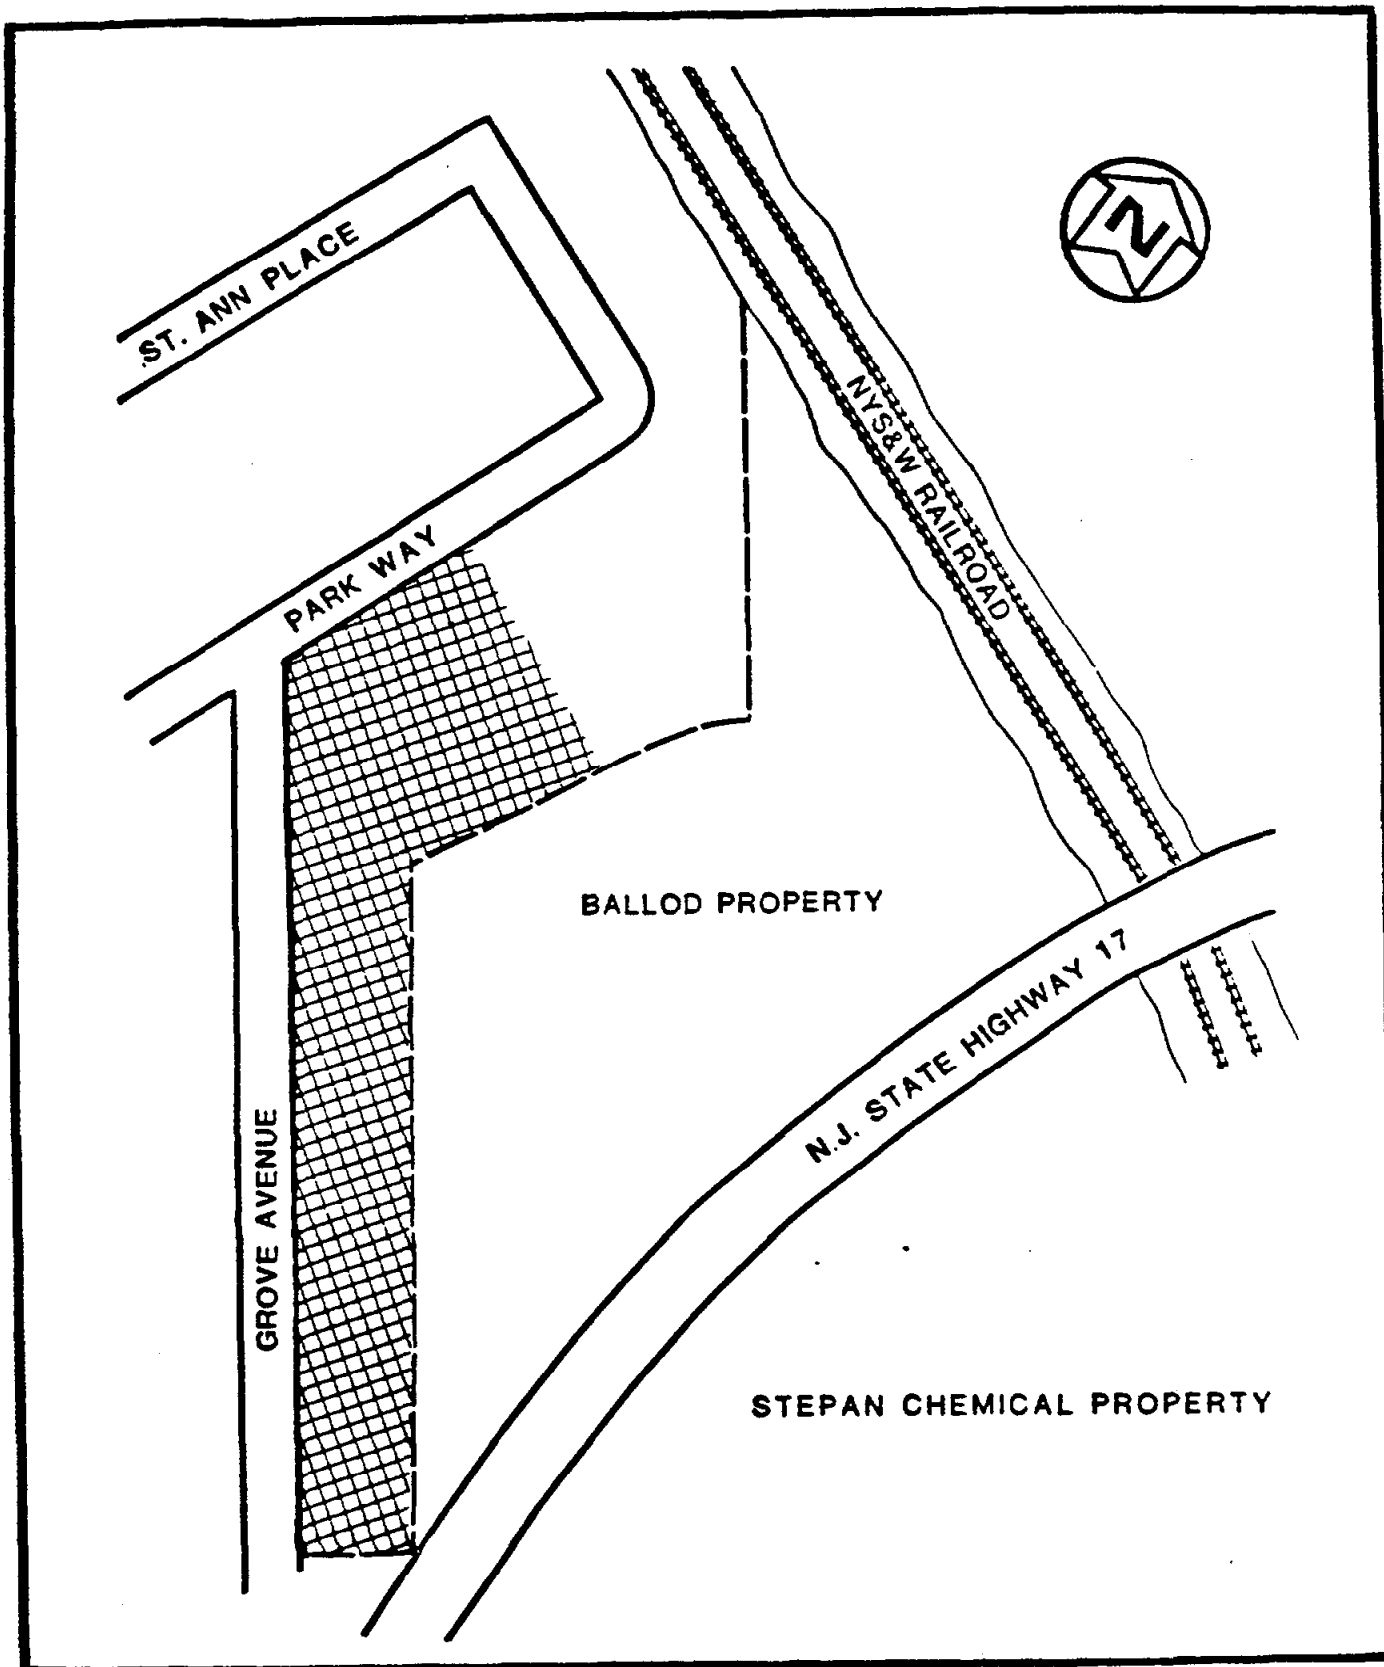 N
ST. ANN PLACE
NYS&W RAILROAD
PARK WAY
BALLOD PROPERTY
N.J. STATE HIGHWAY 17
GROVE AVENUE
STEPAN CHEMICAL PROPERTY